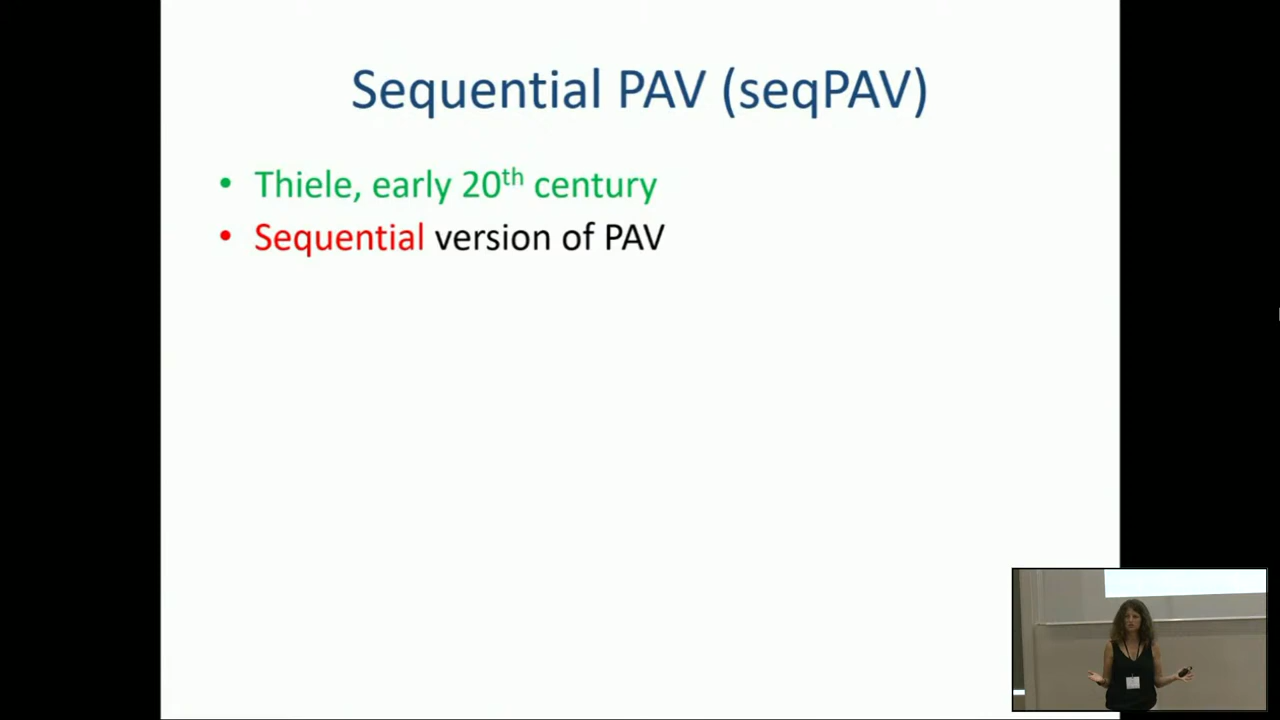 Sequential PAV (seqPAV)
• Thiele, early 20th century
• Sequential version of PAV